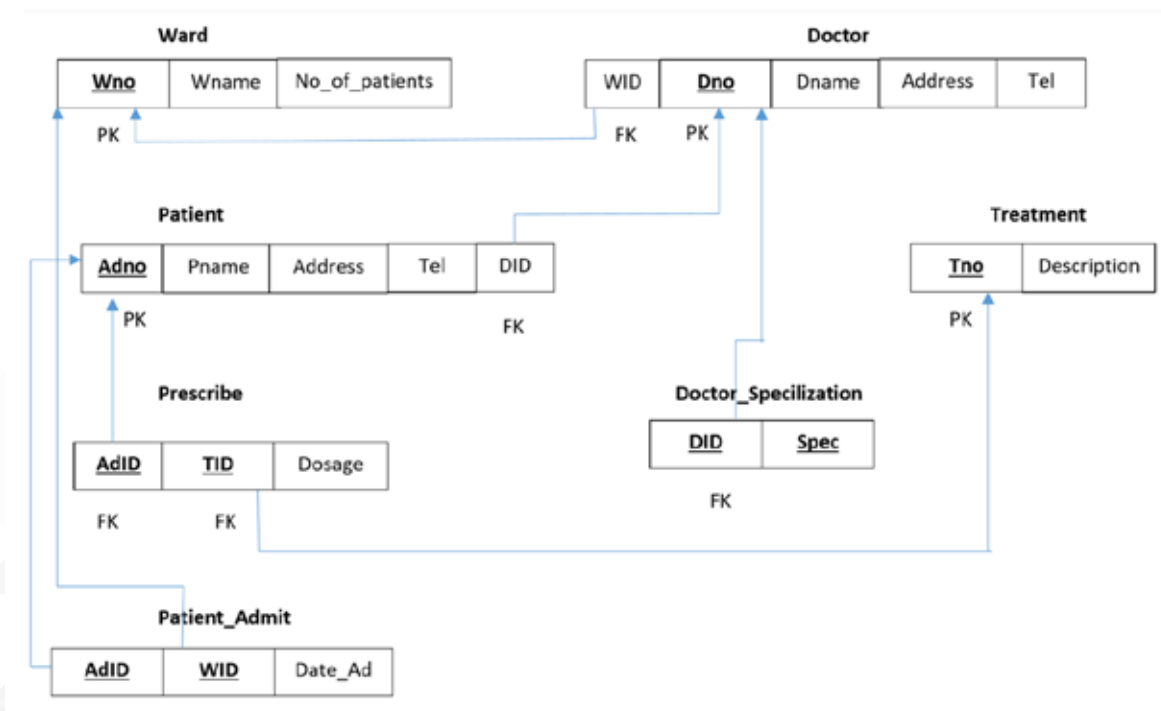 Ward Doctor
Wno Wname No_of_patients WID Dno Dname Address Tel
PK FK PK
Patient Treatment
Adno Pname Address Tel DID Tno Description
PK FK PK
Prescribe Doctor_Specilization
AdID TID Dosage DID Spec
FK FK FK
Patient_Admit
AdID WID Date_Ad